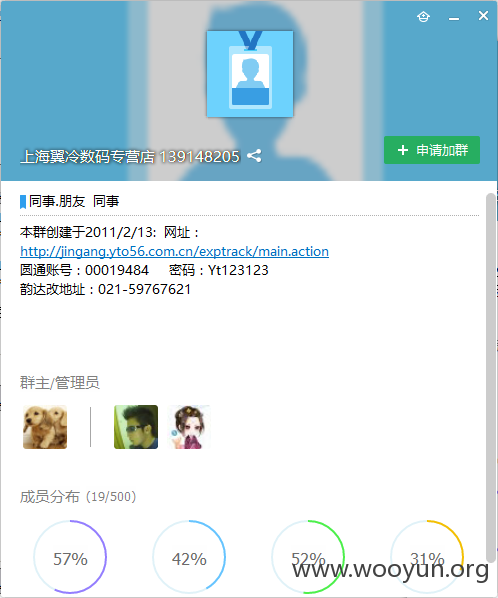 上海翼冷数码专营店 139148205
+ 申请加群
同事.朋友 同事
本群创建于2011/2/13: 网址：
http://jingang.yto56.com.cn/exptrack/main.action
圆通账号：00019484 密码：Yt123123
韵达改地址：021-59767621
群主/管理员
成员分布 (19/500)
57% 42% 52% 31%
www.wooyun.org